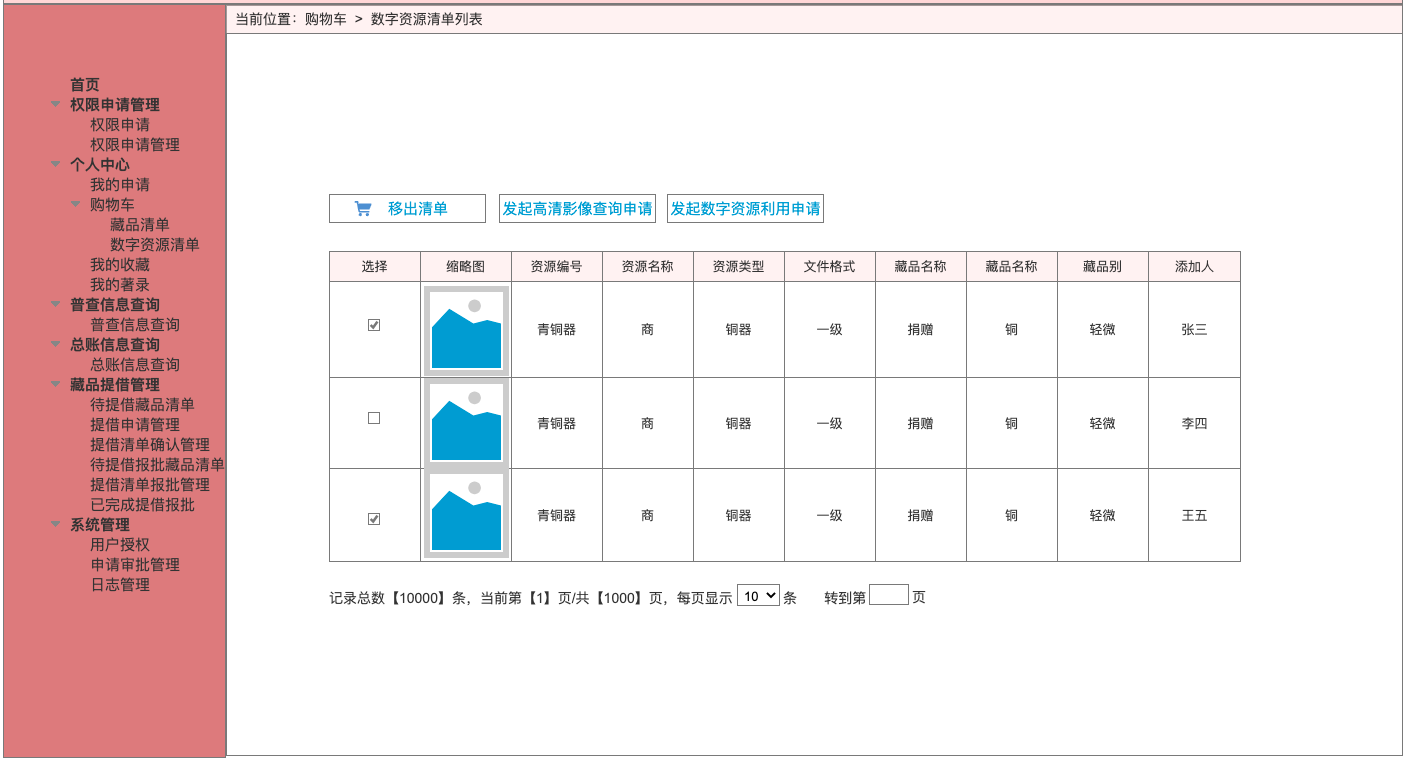 当前位置：购物车 > 数字资源清单列表
首页
权限申请管理
权限申请
权限申请管理
个人中心
我的申请
购物车
藏品清单
数字资源清单
我的收藏
我的著录
普查信息查询
普查信息查询
总账信息查询
总账信息查询
藏品提借管理
待提借藏品清单
提借申请管理
提借清单确认管理
待提借报批藏品清单
提借清单报批管理
已完成提借报批
系统管理
用户授权
申请审批管理
日志管理
移出清单 发起高清影像查询申请 发起数字资源利用申请
选择 缩略图 资源编号 资源名称 资源类型 文件格式 藏品名称 藏品名称 藏品别 添加人
青铜器 商 铜器 一级 捐赠 铜 轻微 张三
青铜器 商 铜器 一级 捐赠 铜 轻微 李四
青铜器 商 铜器 一级 捐赠 铜 轻微 王五
记录总数【10000】条，当前第【1】页/共【1000】页，每页显示 10 条 转到第 页